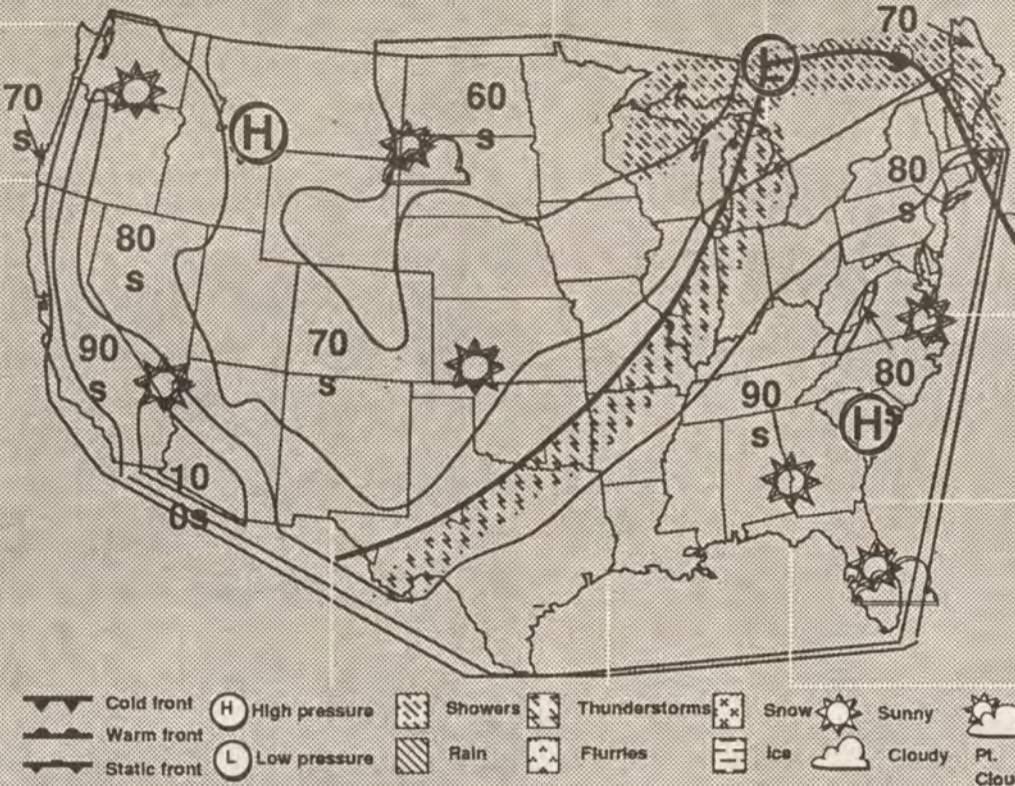 70
L
70
s
60
s
H
80
s
80
s
90
s
70
s
80
s
90
s
H
10
0s
Cold front
H
High pressure
Showers
Thunderstorms
Snow
Sunny
Warm front
Static front
L
Low pressure
Rain
Flurries
Ice
Cloudy
Pt.
Clou